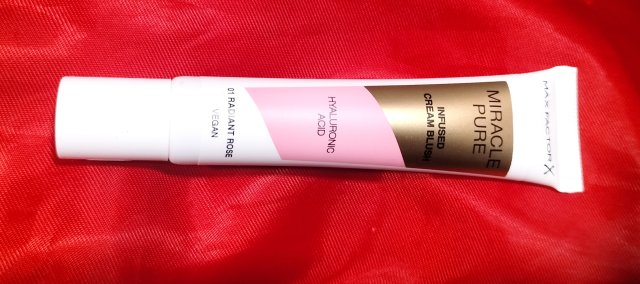 MAX FACTOR X
MIRACLE
PURE
INFUSED
CREAM BLUSH
HYALURONIC
ACID
01 RADIANT ROSE
VEGAN